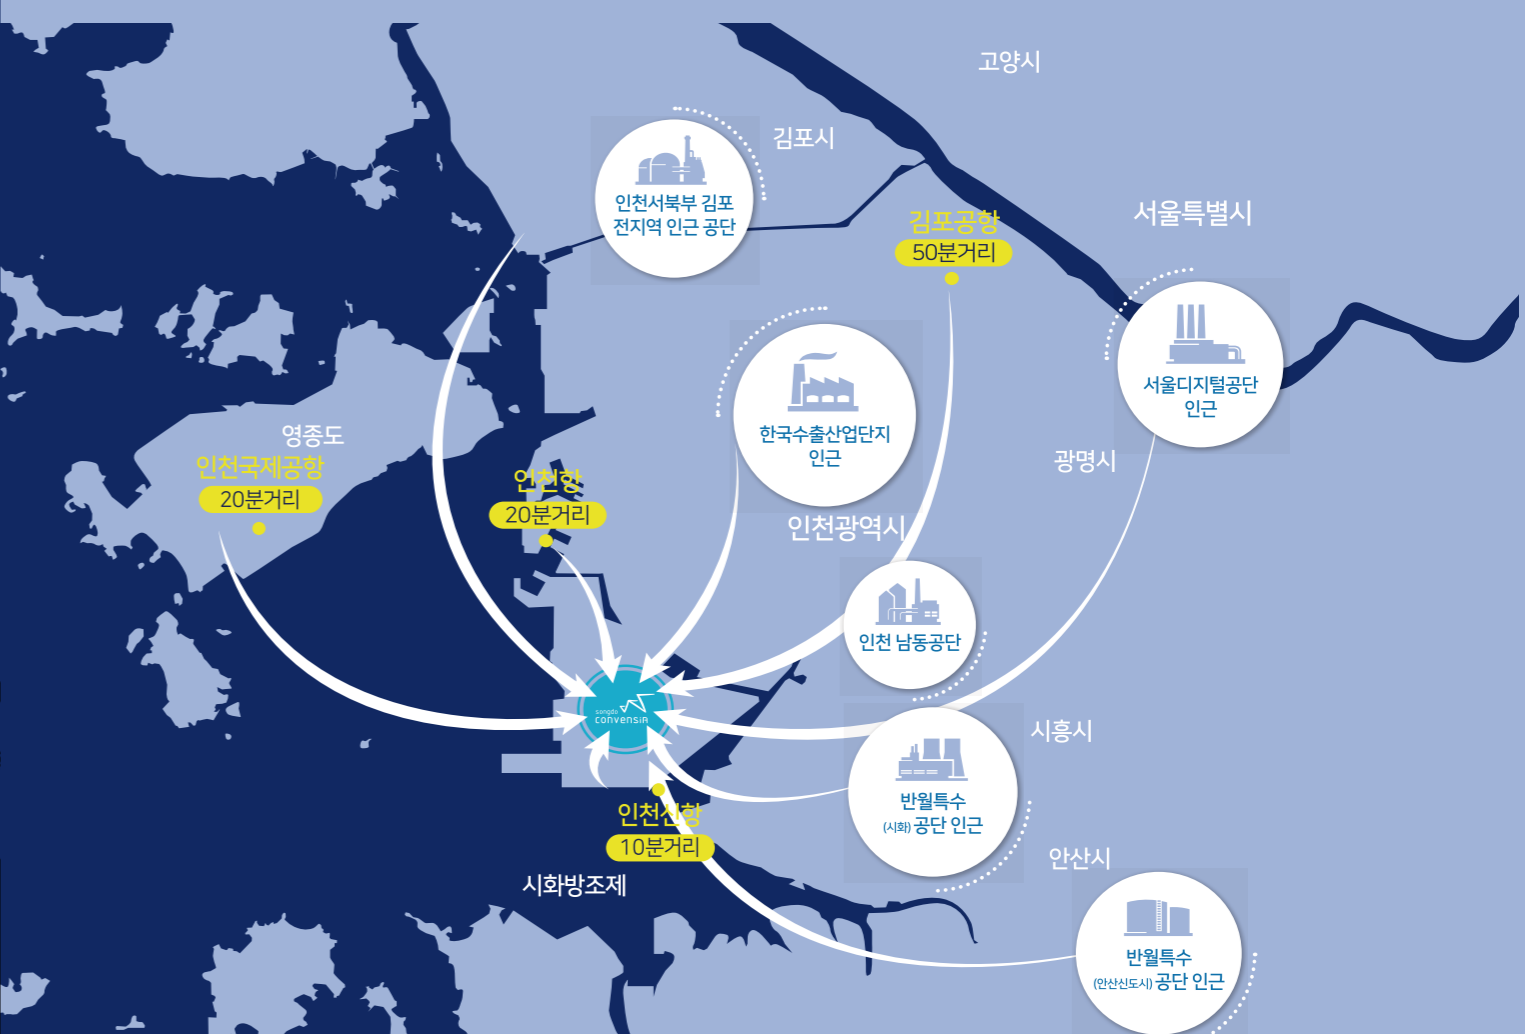 고양시
김포시
인천서북부 김포
전지역 인근 공단
서울특별시
김포공항
50분거리
서울디지털공단
인근
한국수출산업단지
인근
영종도
인천국제공항
20분거리
광명시
인천항
20분거리
인천광역시
인천 남동공단
songdo
convensia
시흥시
반월특수
(시화) 공단 인근
인천신항
10분거리
안산시
시화방조제
반월특수
(안산신도시) 공단 인근